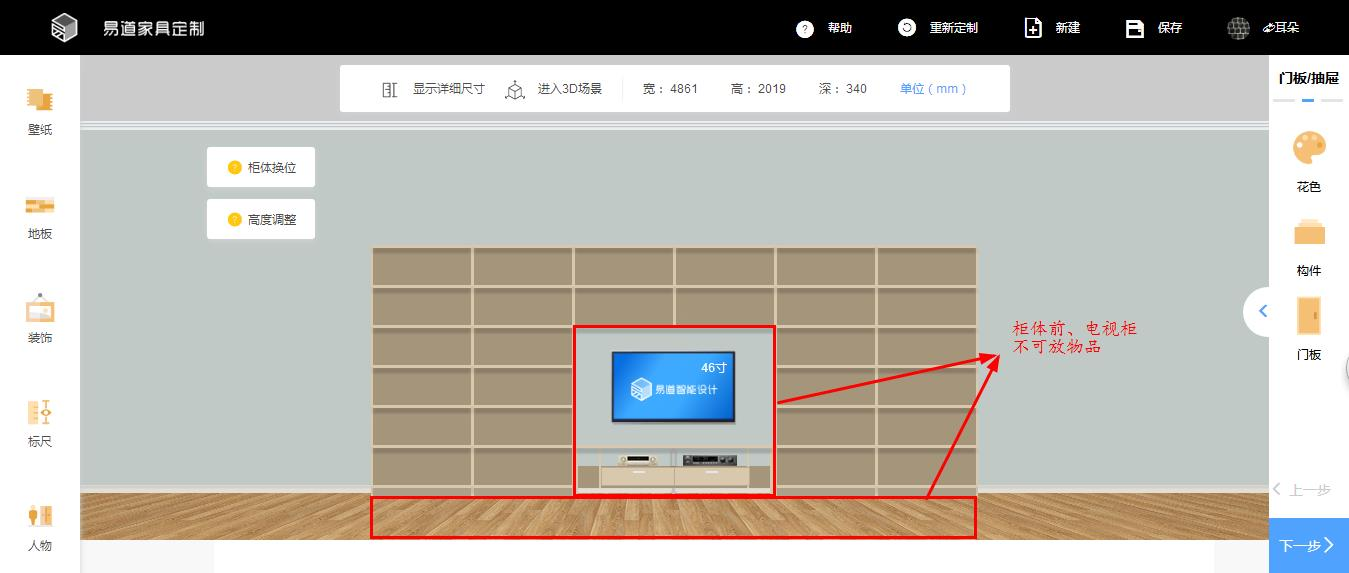 易道家具定制
帮助
重新定制
新建
保存
耳朵
壁纸
地板
装饰
标尺
人物
显示详细尺寸
进入3D场景
宽： 4861
高： 2019
深： 340
单位（mm）
柜体换位
高度调整
46寸
易道智能设计
柜体前、电视柜
不可放物品
门板/抽屉
花色
构件
门板
上一步
下一步